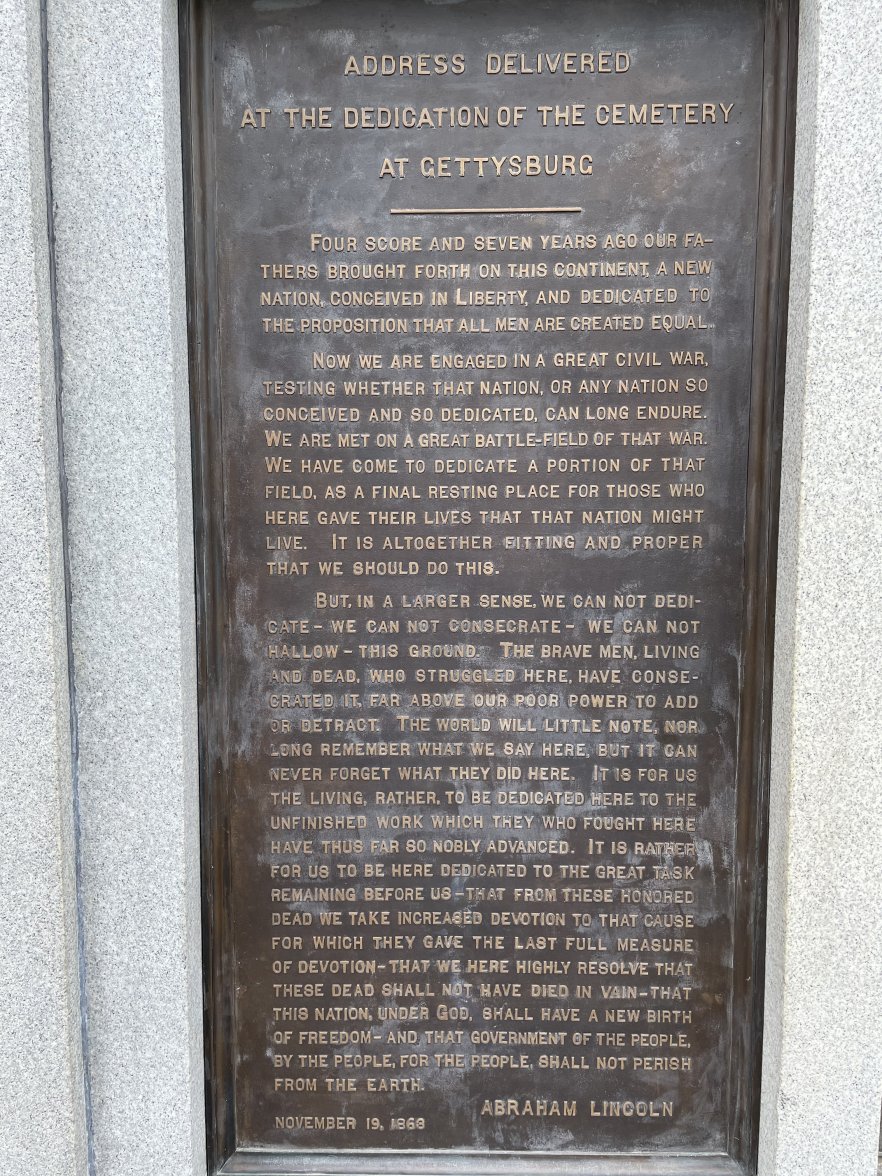 ADDRESS DELIVERED
AT THE DEDICATION OF THE CEMETERY
AT GETTYSBURG
FOUR SCORE AND SEVEN YEARS AGO OUR FA-
THERS BROUGHT FORTH ON THIS CONTINENT, A NEW
NATION, CONCEIVED IN LIBERTY, AND DEDICATED TO
THE PROPOSITION THAT ALL MEN ARE CREATED EQUAL.
NOW WE ARE ENGAGED IN A GREAT CIVIL WAR,
TESTING WHETHER THAT NATION, OR ANY NATION SO
CONCEIVED AND SO DEDICATED, CAN LONG ENDURE.
WE ARE MET ON A GREAT BATTLE-FIELD OF THAT WAR.
WE HAVE COME TO DEDICATE A PORTION OF THAT
FIELD, AS A FINAL RESTING PLACE FOR THOSE WHO
HERE GAVE THEIR LIVES THAT THAT NATION MIGHT
LIVE. IT IS ALTOGETHER FITTING AND PROPER
THAT WE SHOULD DO THIS.
BUT, IN A LARGER SENSE, WE CAN NOT DEDI-
CATE – WE CAN NOT CONSECRATE – WE CAN NOT
HALLOW – THIS GROUND. THE BRAVE MEN, LIVING
AND DEAD, WHO STRUGGLED HERE, HAVE CONSE-
CRATED IT, FAR ABOVE OUR POOR POWER TO ADD
OR DETRACT. THE WORLD WILL LITTLE NOTE, NOR
LONG REMEMBER WHAT WE SAY HERE, BUT IT CAN
NEVER FORGET WHAT THEY DID HERE. IT IS FOR US
THE LIVING, RATHER, TO BE DEDICATED HERE TO THE
UNFINISHED WORK WHICH THEY WHO FOUGHT HERE
HAVE THUS FAR SO NOBLY ADVANCED. IT IS RATHER
FOR US TO BE HERE DEDICATED TO THE GREAT TASK
REMAINING BEFORE US – THAT FROM THESE HONORED
DEAD WE TAKE INCREASED DEVOTION TO THAT CAUSE
FOR WHICH THEY GAVE THE LAST FULL MEASURE
OF DEVOTION – THAT WE HERE HIGHLY RESOLVE THAT
THESE DEAD SHALL NOT HAVE DIED IN VAIN – THAT
THIS NATION, UNDER GOD, SHALL HAVE A NEW BIRTH
OF FREEDOM – AND THAT GOVERNMENT OF THE PEOPLE,
BY THE PEOPLE, FOR THE PEOPLE, SHALL NOT PERISH
FROM THE EARTH.
ABRAHAM LINCOLN
NOVEMBER 19, 1863